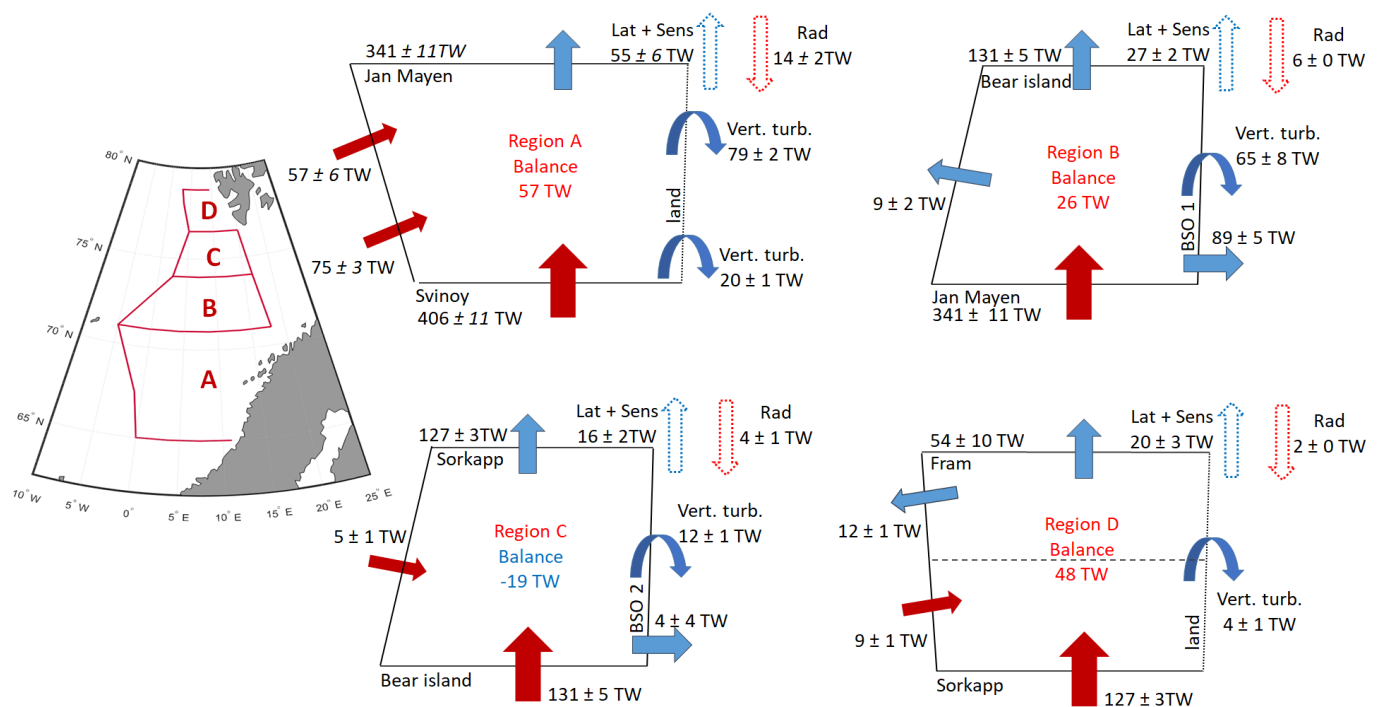 80°N
75°N
70°N
65°N
10°W
5°W
0°
5°E
10°E
15°E
20°E
25°E
D
C
B
A
341 ± 11TW
Jan Mayen
Lat + Sens
55 ± 6 TW
Rad
14 ± 2TW
57 ± 6 TW
75 ± 3 TW
Region A
Balance
57 TW
Vert. turb.
79 ± 2 TW
land
Vert. turb.
20 ± 1 TW
Svinoy
406 ± 11 TW
131 ± 5 TW
Bear island
Lat + Sens
27 ± 2 TW
Rad
6 ± 0 TW
9 ± 2 TW
Region B
Balance
26 TW
Vert. turb.
65 ± 8 TW
BSO 1
89 ± 5 TW
Jan Mayen
341 ± 11 TW
127 ± 3TW
Sorkapp
Lat + Sens
16 ± 2TW
Rad
4 ± 1 TW
5 ± 1 TW
Region C
Balance
-19 TW
Vert. turb.
12 ± 1 TW
BSO 2
4 ± 4 TW
Bear island
131 ± 5 TW
54 ± 10 TW
Fram
Lat + Sens
20 ± 3 TW
Rad
2 ± 0 TW
12 ± 1 TW
9 ± 1 TW
Region D
Balance
48 TW
Vert. turb.
4 ± 1 TW
land
Sorkapp
127 ± 3TW